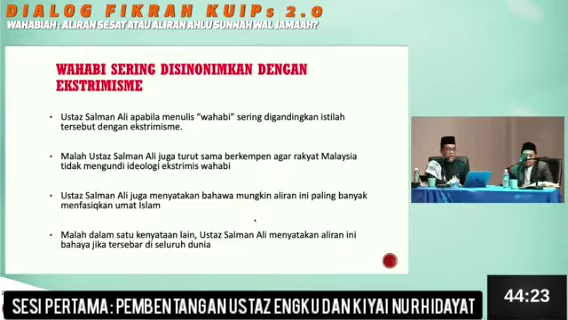 DIALOG FIKRAH KUIPs 2.0
WAHABIAH : ALIRAN SESAT ATAU ALIRAN AHLU SUNNAH WAL JAMAAH?
WAHABI SERING DISINONIMKAN DENGAN
EKSTRIMISME
• Ustaz Salman Ali apabila menulis “wahabi” sering digandingkan istilah
tersebut dengan ekstrimisme.
• Malah Ustaz Salman Ali juga turut sama berkempen agar rakyat Malaysia
tidak mengundi ideologi ekstrimis wahabi
• Ustaz Salman Ali juga menyatakan bahawa mungkin aliran ini paling banyak
menfasiqkan umat Islam
• Malah dalam satu kenyataan lain, Ustaz Salman Ali menyatakan aliran ini
bahaya jika tersebar di seluruh dunia
SESI PERTAMA : PEMBENTANGAN USTAZ ENGKU DAN KIYAI NURHIDAYAT
44:23